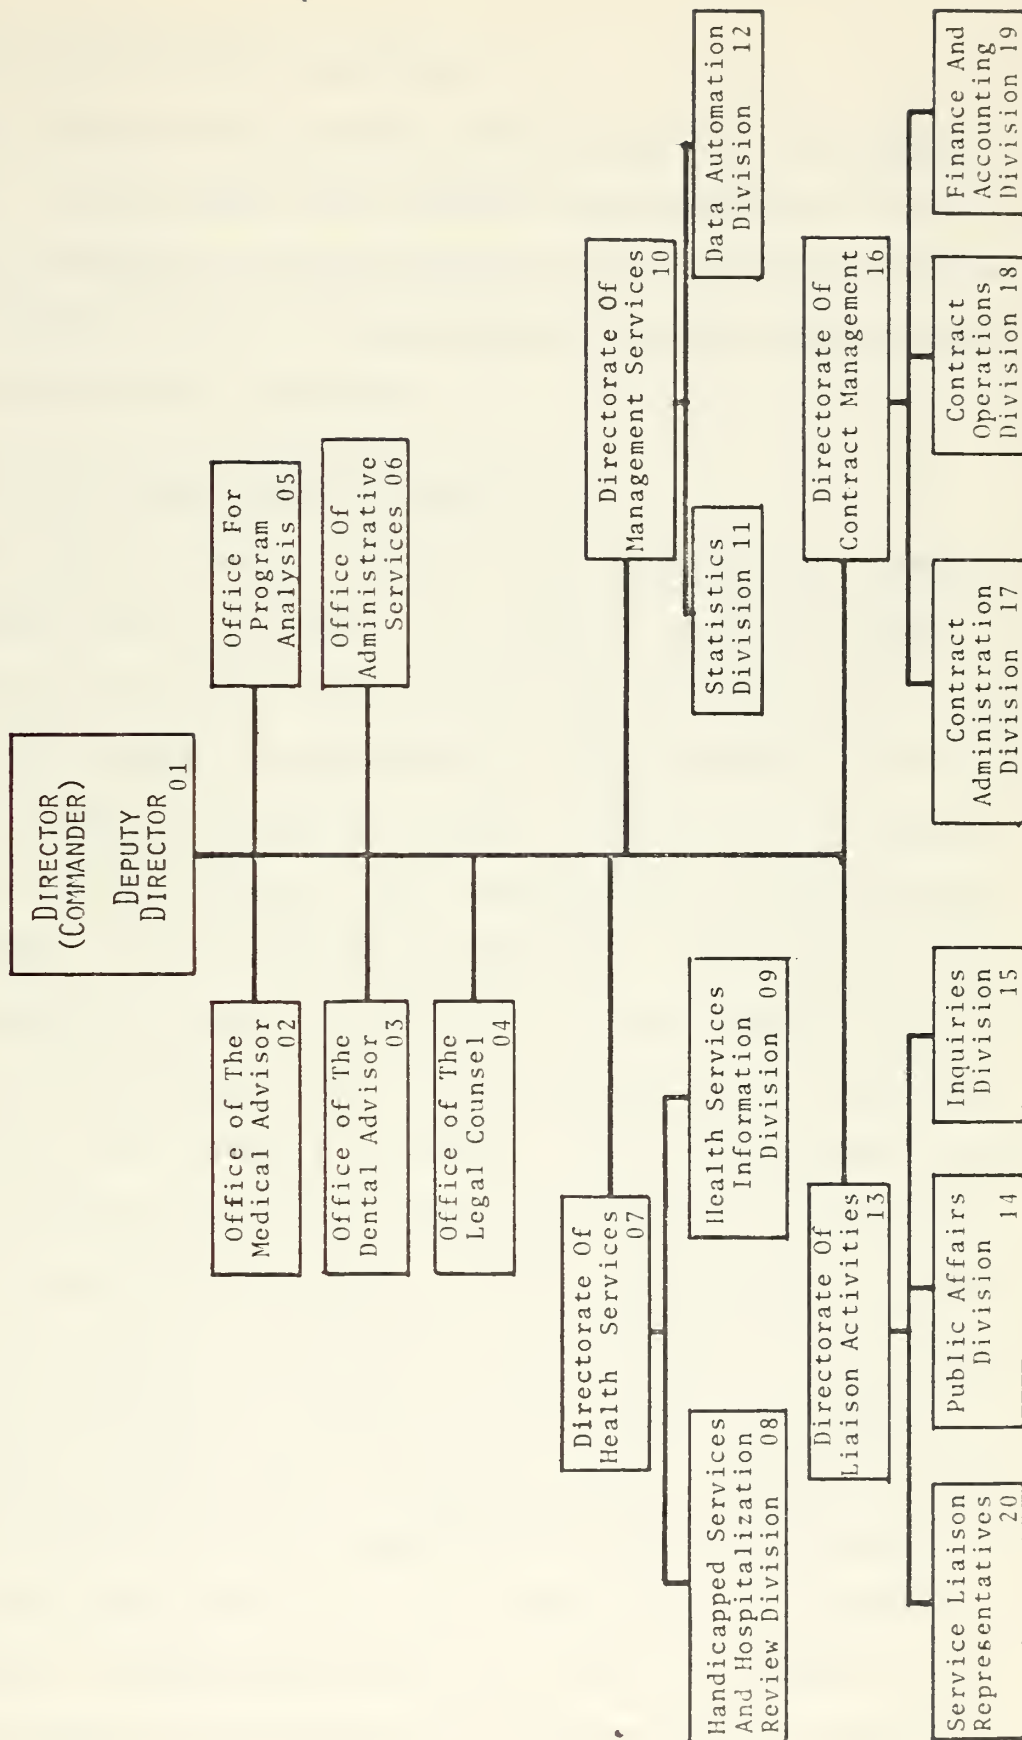 DIRECTOR
(COMMANDER)
DEPUTY
DIRECTOR
01
Office of The
Medical Advisor
02
Office For
Program
Analysis 05
Office of The
Dental Advisor
03
Office Of
Administrative
Services 06
Office of The
Legal Counsel
04
Directorate Of
Health Services
07
Directorate Of
Management Services
10
Handicapped Services
And Hospitalization
Review Division 08
Health Services
Information
Division 09
Statistics
Division 11
Data Automation
Division 12
Directorate Of
Liaison Activities
13
Directorate Of
Contract Management
16
Service Liaison
Representatives
20
Public Affairs
Division 14
Inquiries
Division
15
Contract
Administration
Division 17
Contract
Operations
Division 18
Finance And
Accounting
Division 19